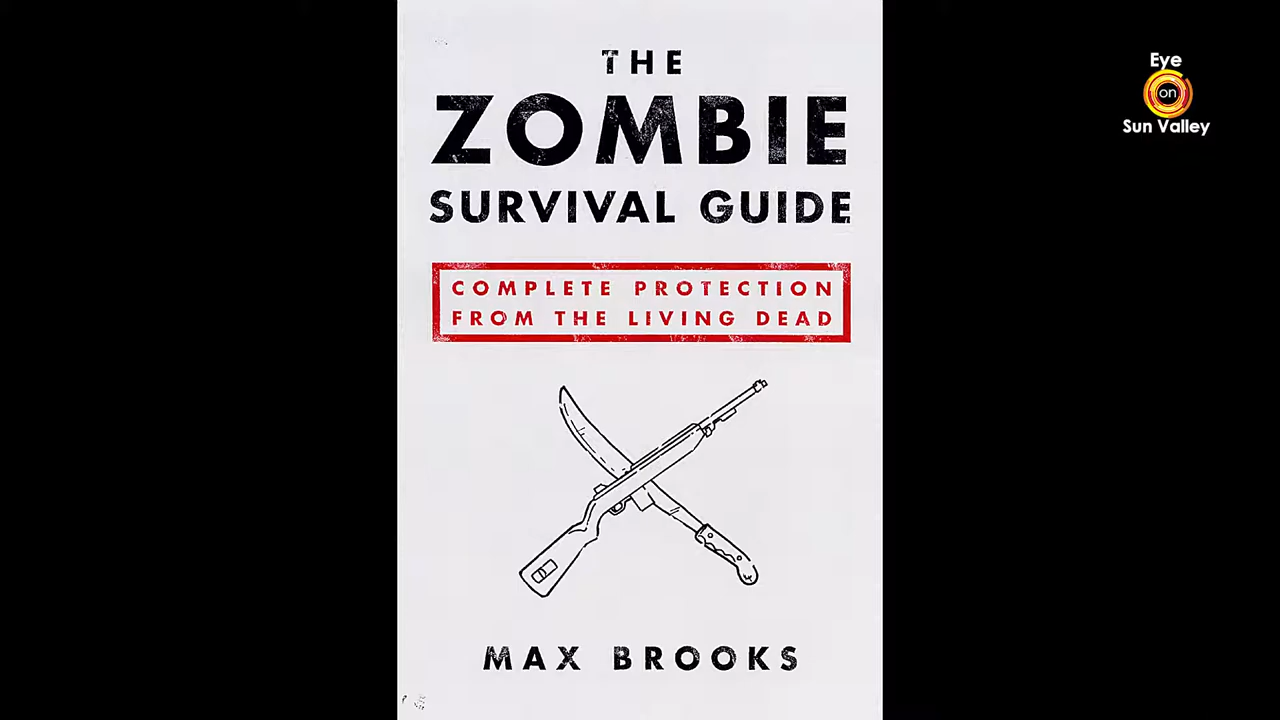 THE
ZOMBIE
SURVIVAL GUIDE
COMPLETE PROTECTION
FROM THE LIVING DEAD
MAX BROOKS
Eye
on
Sun Valley